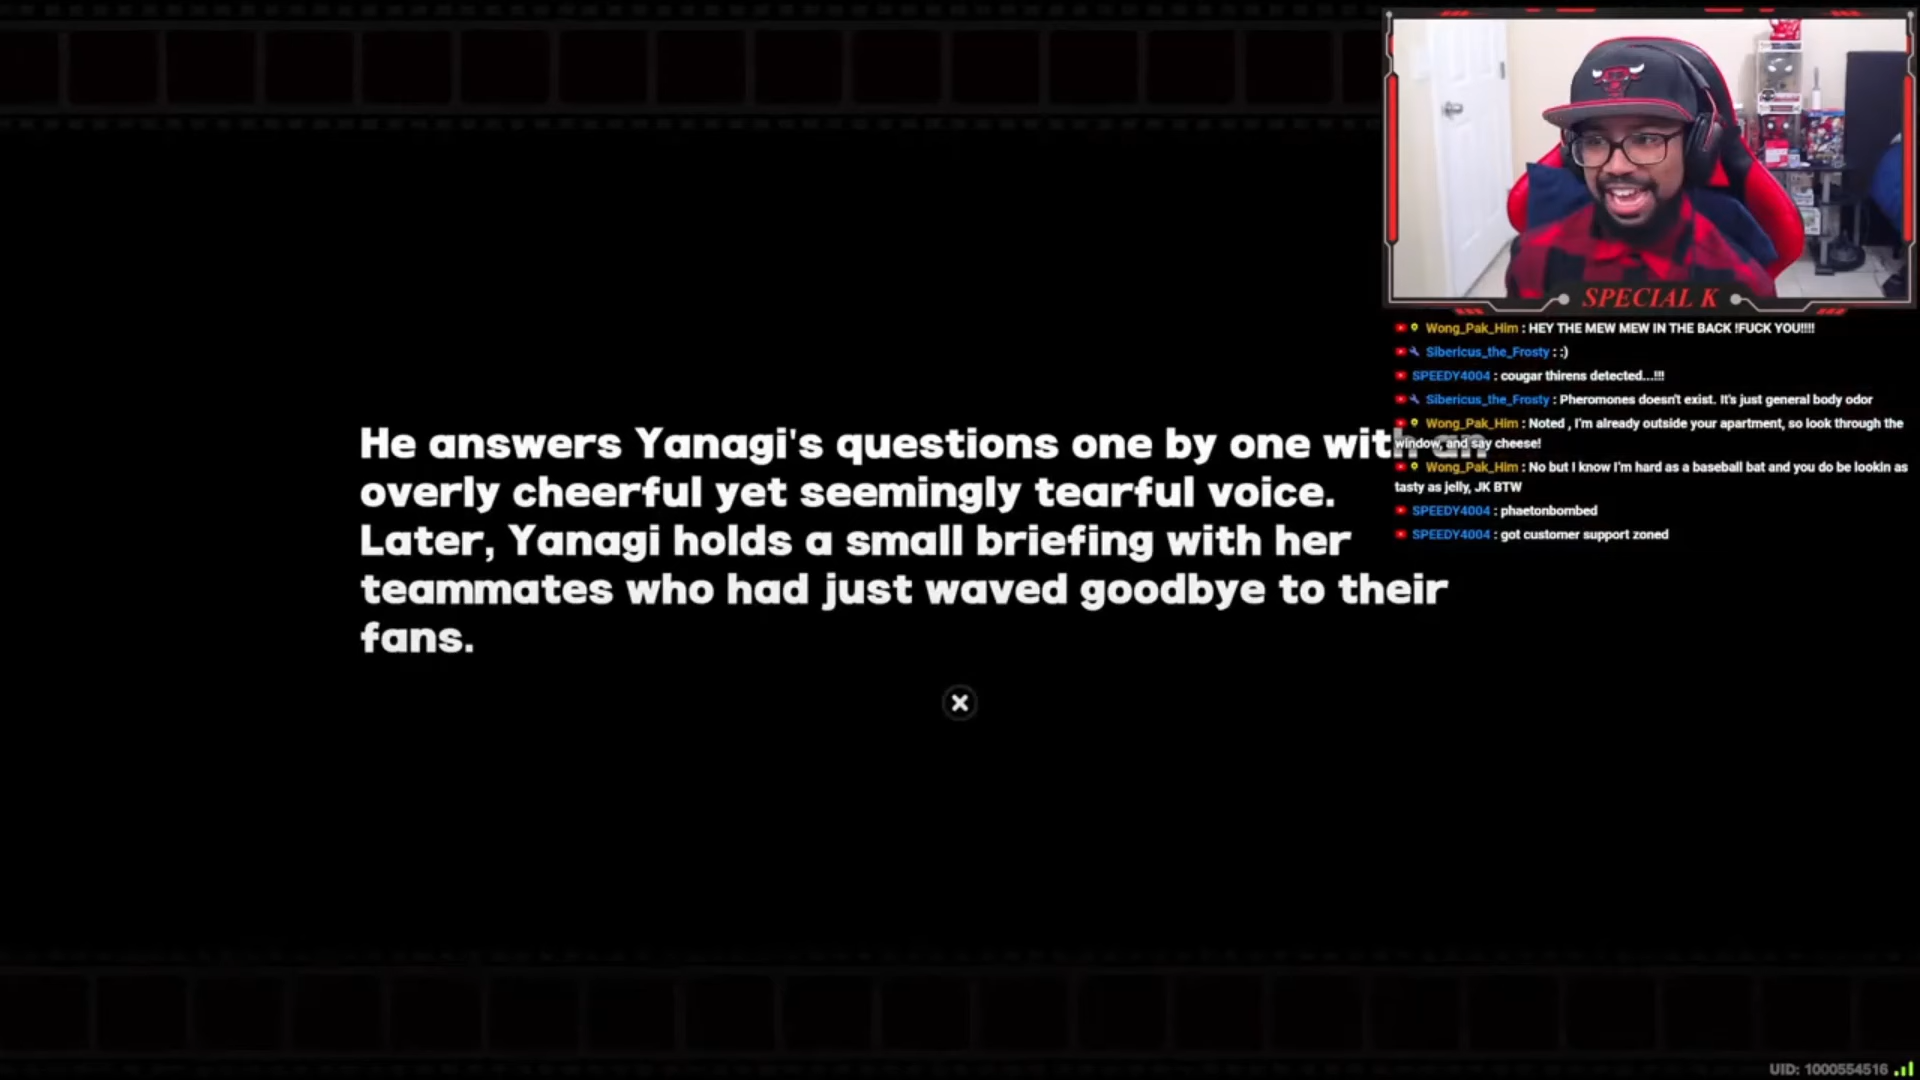 He answers Yanagi's questions one by one with an
overly cheerful yet seemingly tearful voice.
Later, Yanagi holds a small briefing with her
teammates who had just waved goodbye to their
fans.
SPECIAL K
Wong_Pak_Him : HEY THE MEW MEW IN THE BACK !FUCK YOU!!!!
Sibericus_the_Frosty : :)
SPEEDY4004 : cougar thirens detected...!!!
Sibericus_the_Frosty : Pheromones doesn't exist. It's just general body odor
Wong_Pak_Him : Noted , I'm already outside your apartment, so look through the
window, and say cheese!
Wong_Pak_Him : No but I know I'm hard as a baseball bat and you do be lookin as
tasty as jelly, JK BTW
SPEEDY4004 : phaetonbombed
SPEEDY4004 : got customer support zoned
UID: 1000554516